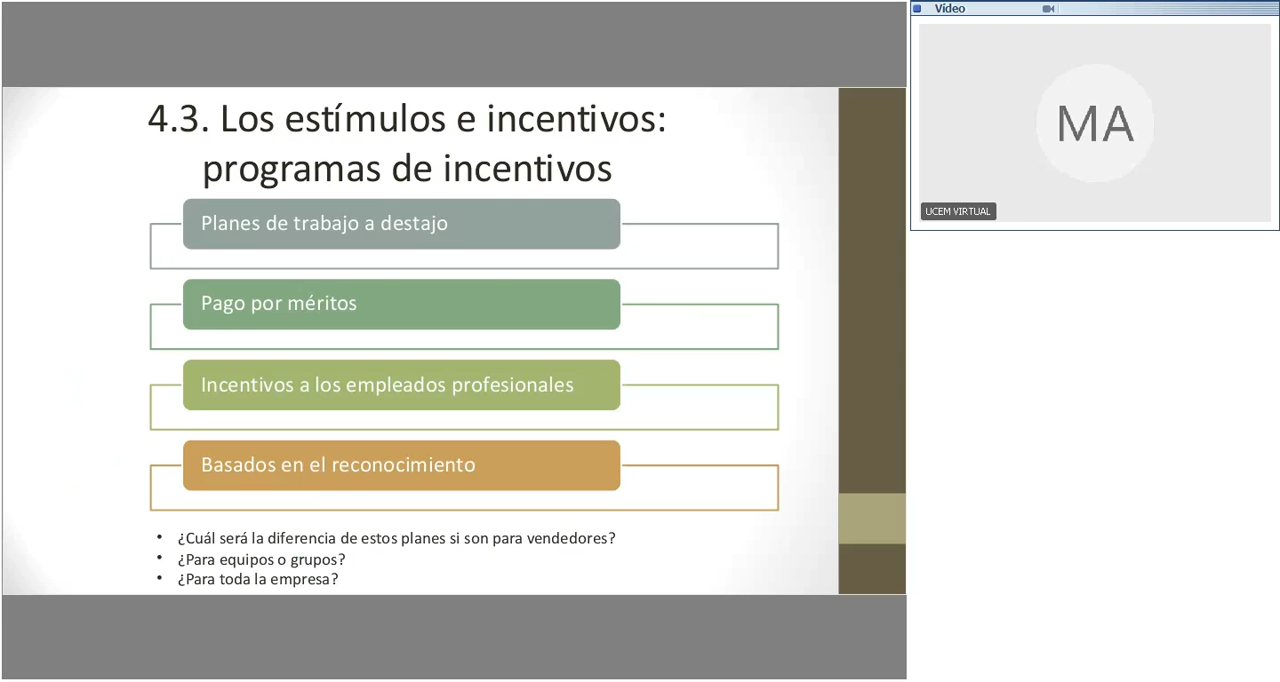 4.3. Los estímulos e incentivos:
programas de incentivos
Planes de trabajo a destajo
Pago por méritos
Incentivos a los empleados profesionales
Basados en el reconocimiento
• ¿Cuál será la diferencia de estos planes si son para vendedores?
• ¿Para equipos o grupos?
• ¿Para toda la empresa?
Vídeo
MA
UCEM VIRTUAL